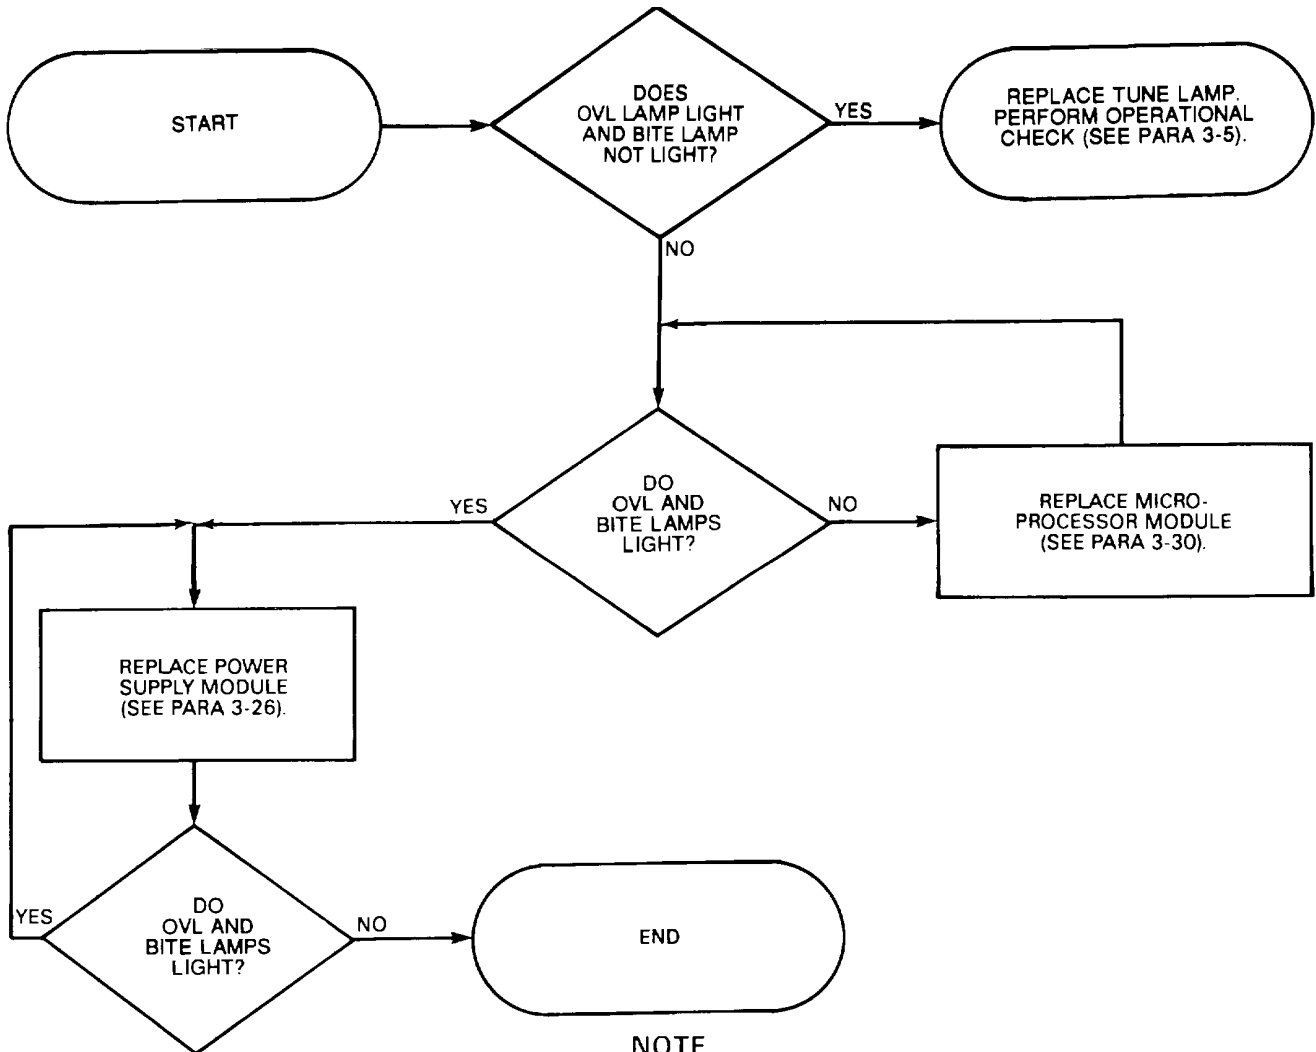 START
DOES
OVL LAMP LIGHT
AND BITE LAMP
NOT LIGHT?
YES
REPLACE TUNE LAMP.
PERFORM OPERATIONAL
CHECK (SEE PARA 3-5).
NO
DO
OVL AND
BITE LAMPS
LIGHT?
YES
NO
REPLACE MICRO-
PROCESSOR MODULE
(SEE PARA 3-30).
REPLACE POWER
SUPPLY MODULE
(SEE PARA 3-26).
DO
OVL AND
BITE LAMPS
LIGHT?
YES
NO
END
NOTE